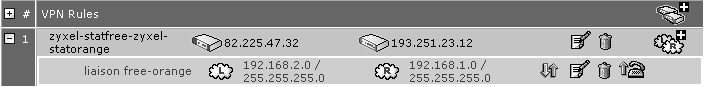 # VPN Rules
1 zyxel-statfree-zyxel-
statorange
82.225.47.32
193.251.23.12
L R
liaison free-orange
L
192.168.2.0 /
255.255.255.0
R
192.168.1.0 /
255.255.255.0